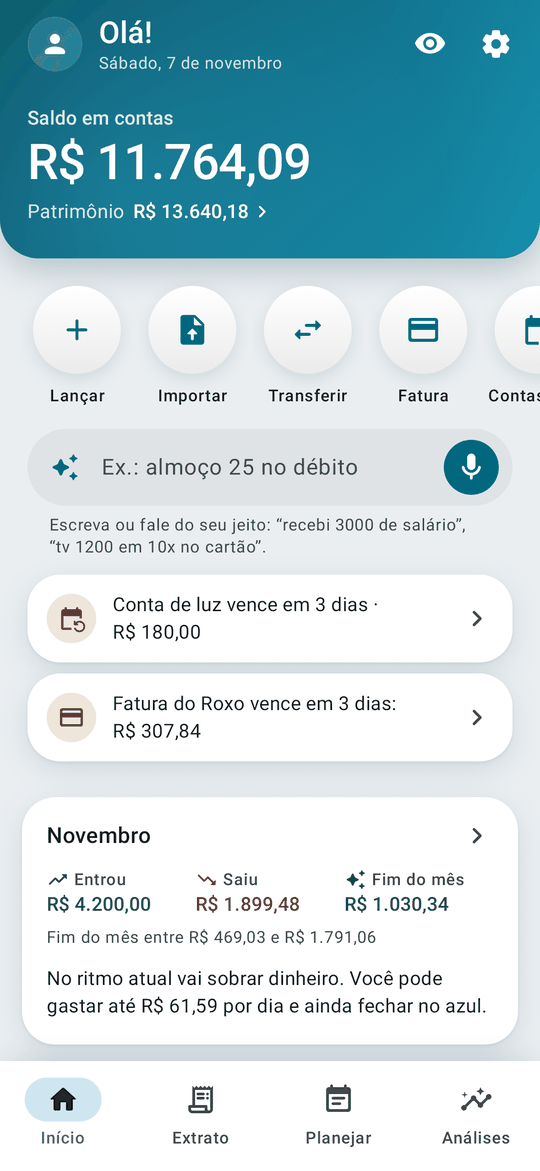 Olá!
Sábado, 7 de novembro
Saldo em contas
R$ 11.764,09
Patrimônio R$ 13.640,18
Lançar
Importar
Transferir
Fatura
Contas
Ex.: almoço 25 no débito
Escreva ou fale do seu jeito: “recebi 3000 de salário”,
“tv 1200 em 10x no cartão”.
Conta de luz vence em 3 dias ·
R$ 180,00
Fatura do Roxo vence em 3 dias:
R$ 307,84
Novembro
Entrou
R$ 4.200,00
Saiu
R$ 1.899,48
Fim do mês
R$ 1.030,34
Fim do mês entre R$ 469,03 e R$ 1.791,06
No ritmo atual vai sobrar dinheiro. Você pode
gastar até R$ 61,59 por dia e ainda fechar no azul.
Início
Extrato
Planejar
Análises